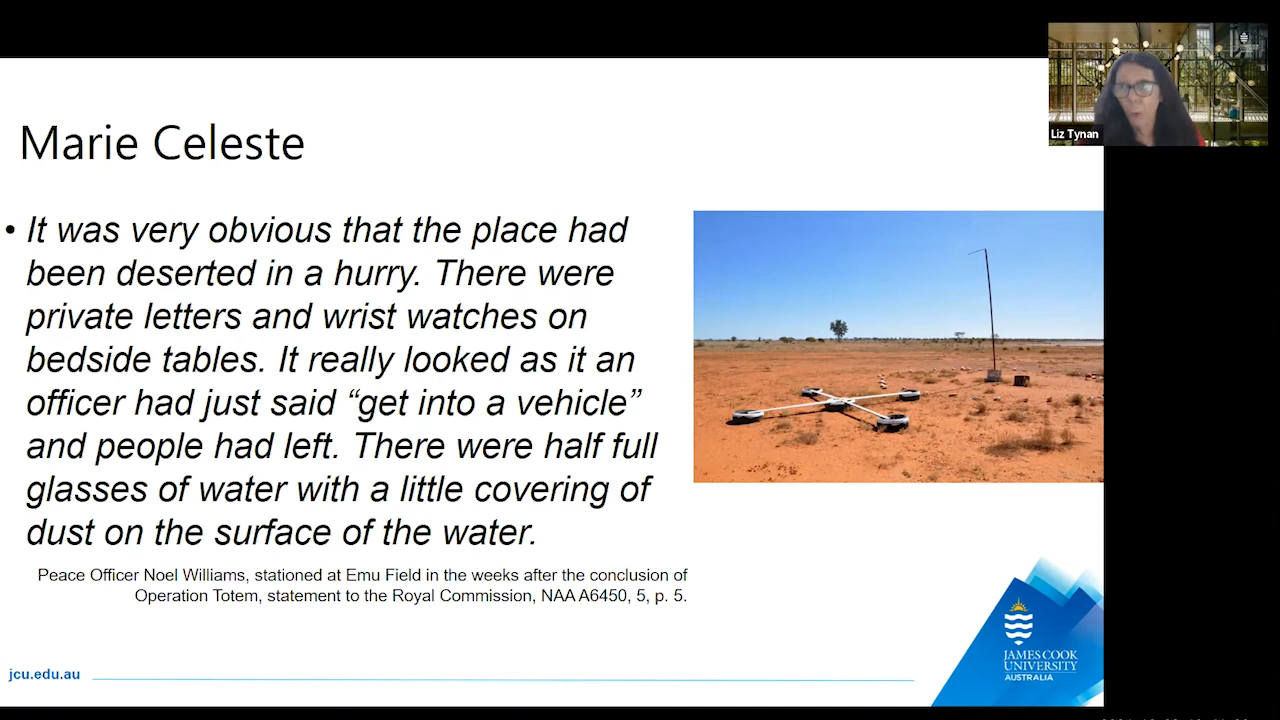 Marie Celeste
Liz Tynan
• It was very obvious that the place had
been deserted in a hurry. There were
private letters and wrist watches on
bedside tables. It really looked as it an
officer had just said “get into a vehicle”
and people had left. There were half full
glasses of water with a little covering of
dust on the surface of the water.
Peace Officer Noel Williams, stationed at Emu Field in the weeks after the conclusion of
Operation Totem, statement to the Royal Commission, NAA A6450, 5, p. 5.
jcu.edu.au
JAMES COOK
UNIVERSITY
AUSTRALIA